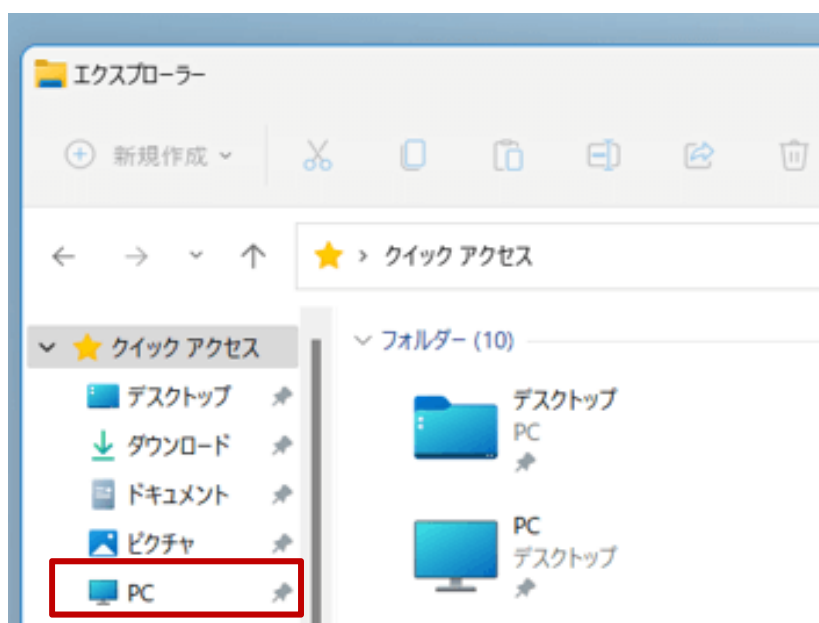 エクスプローラー
新規作成
クイック アクセス
クイック アクセス
デスクトップ
ダウンロード
ドキュメント
ピクチャ
PC
フォルダー (10)
デスクトップ
PC
PC
デスクトップ